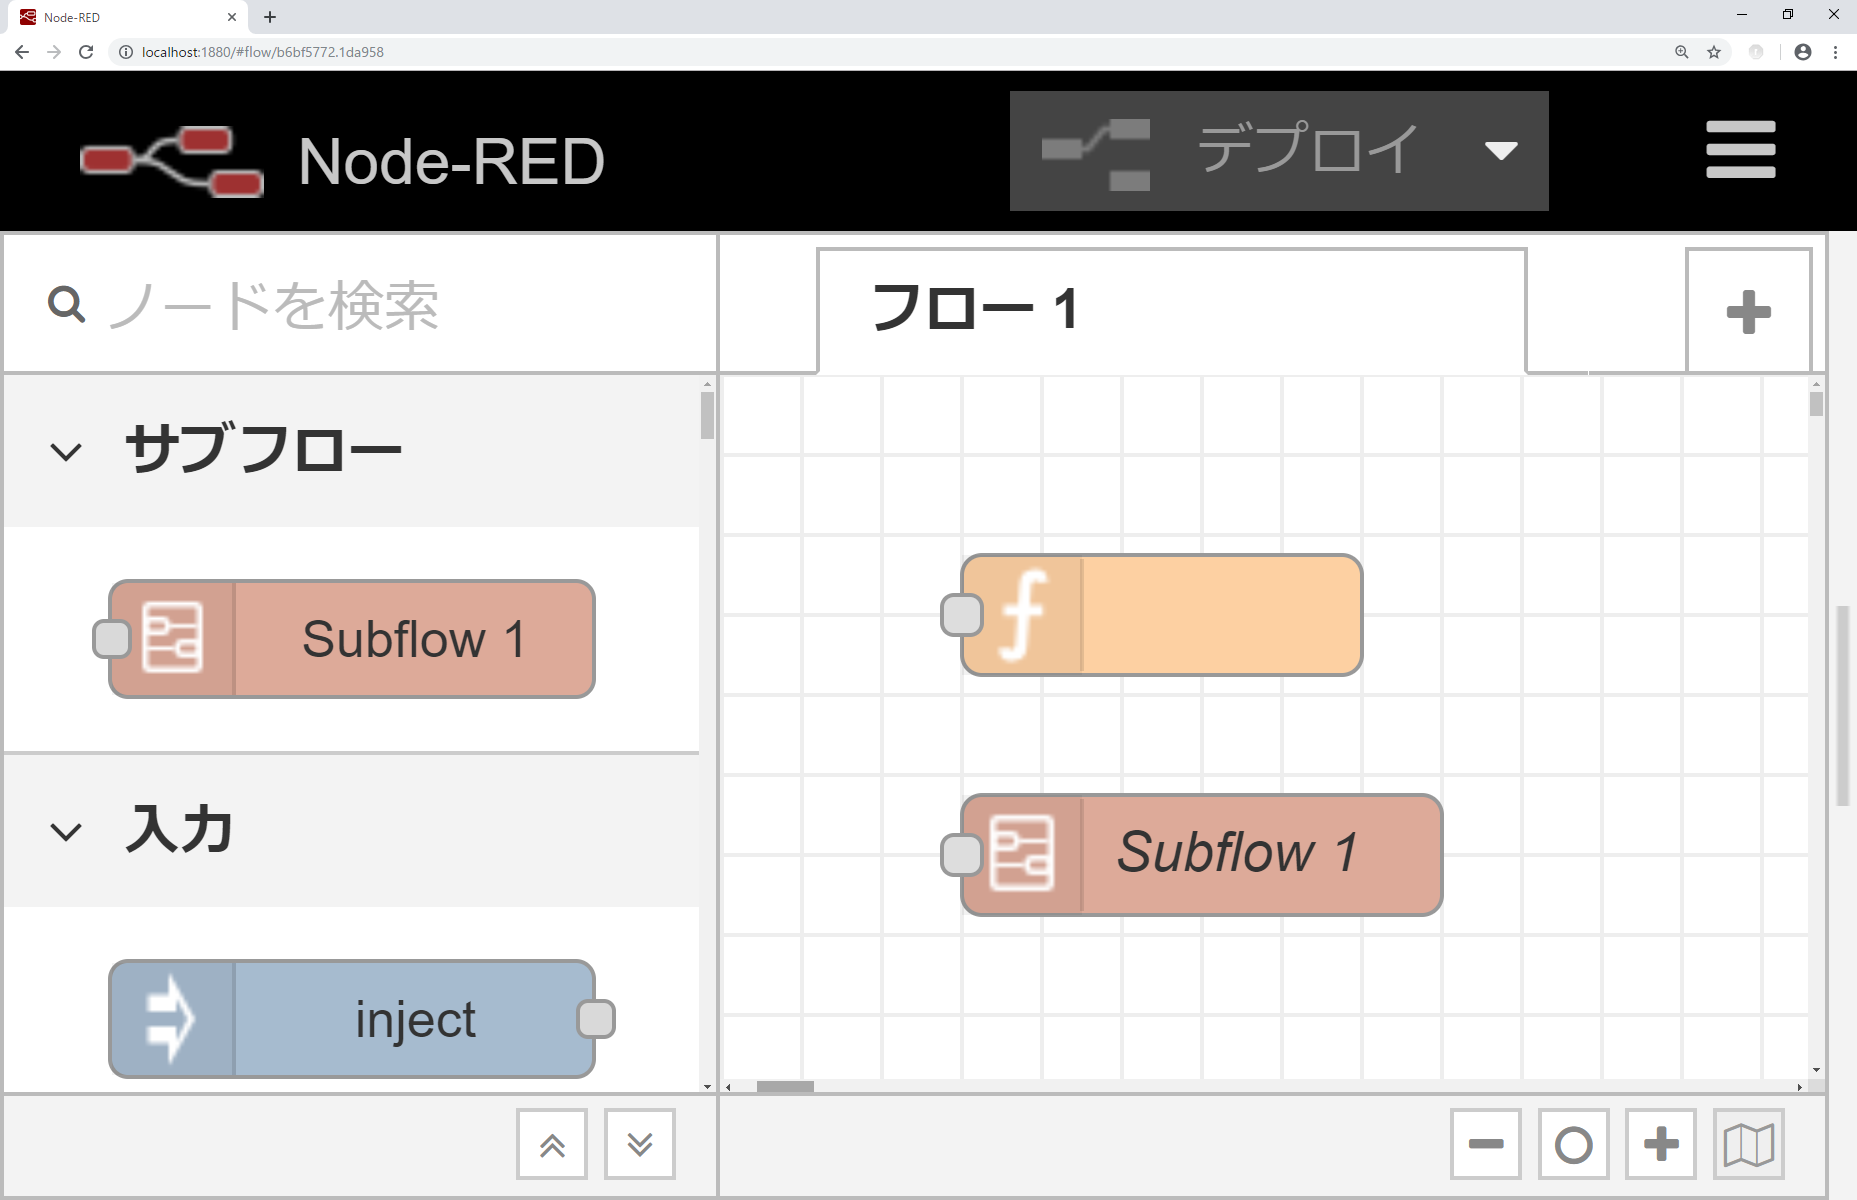 Node-RED
localhost:1880/#flow/b6bf5772.1da958
Node-RED
デプロイ
ノードを検索
フロー 1
サブフロー
Subflow 1
Subflow 1
入力
inject